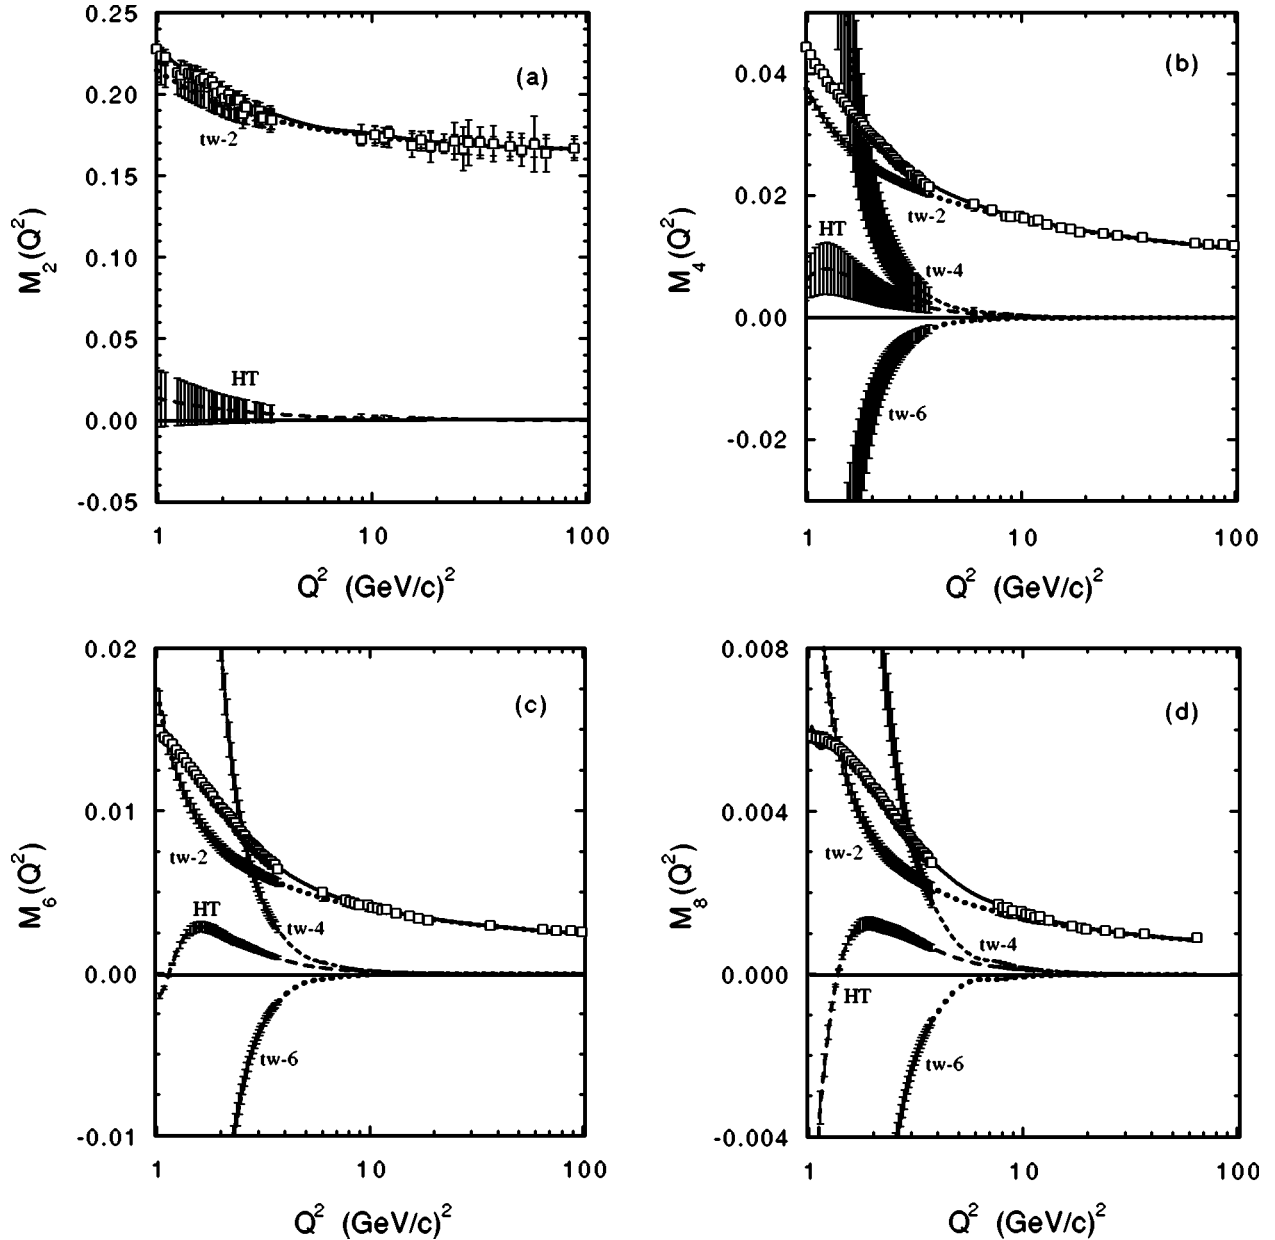 0.25
0.20
0.15
0.10
0.05
0.00
-0.05
M₂(Q²)
(a)
tw-2
HT
1 10 100
Q² (GeV/c)²
0.04
0.02
0.00
-0.02
M₄(Q²)
(b)
tw-2
HT
tw-4
tw-6
1 10 100
Q² (GeV/c)²
0.02
0.01
0.00
-0.01
M₆(Q²)
(c)
tw-2
HT
tw-4
tw-6
1 10 100
Q² (GeV/c)²
0.008
0.004
0.000
-0.004
M₈(Q²)
(d)
tw-2
tw-4
HT
tw-6
1 10 100
Q² (GeV/c)²